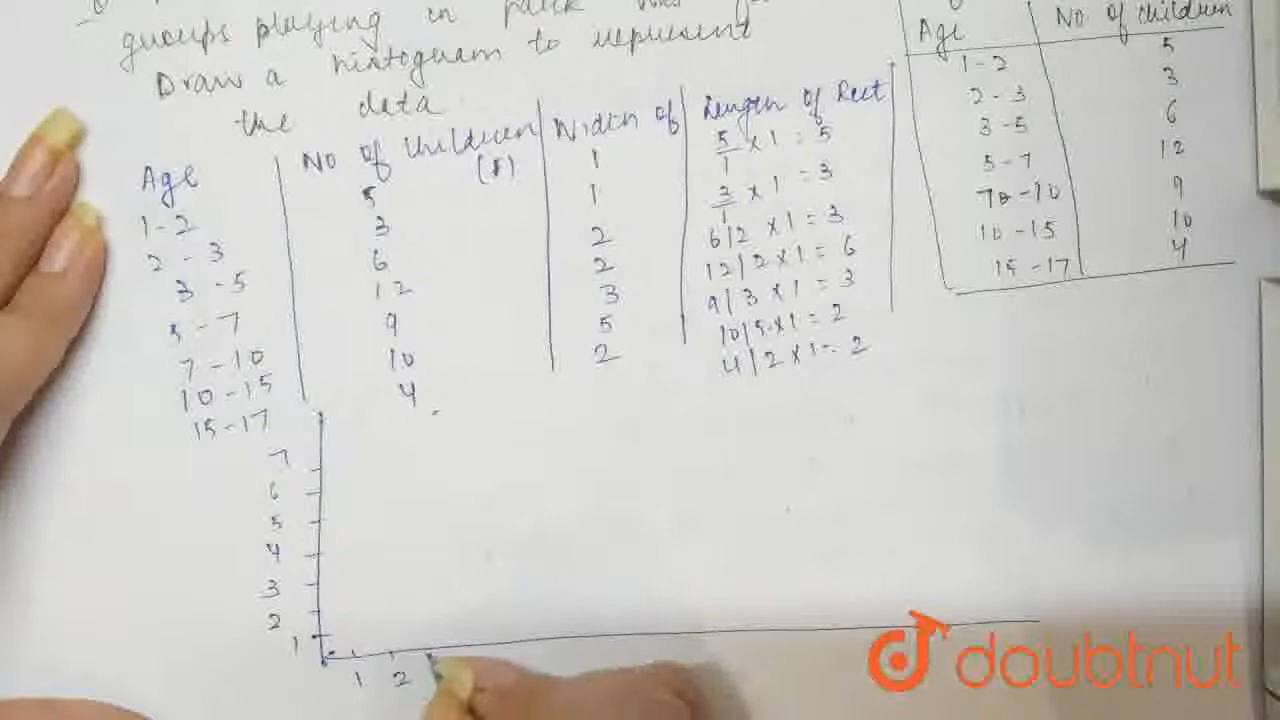 groups playing in park
Draw a histogram to represent
the data
Age No of children
1-2 5
2-3 3
3-5 6
5-7 12
7-10 9
10-15 10
15-17 4
Age No of children (f) Width of Length of Rect
1-2 5 1 5/1 × 1 = 5
2-3 3 1 3/1 × 1 = 3
3-5 6 2 6/2 × 1 = 3
5-7 12 2 12/2 × 1 = 6
7-10 9 3 9/3 × 1 = 3
10-15 10 5 10/5 × 1 = 2
15-17 4 2 4/2 × 1 = 2
7
6
5
4
3
2
1
1 2
doubtnut